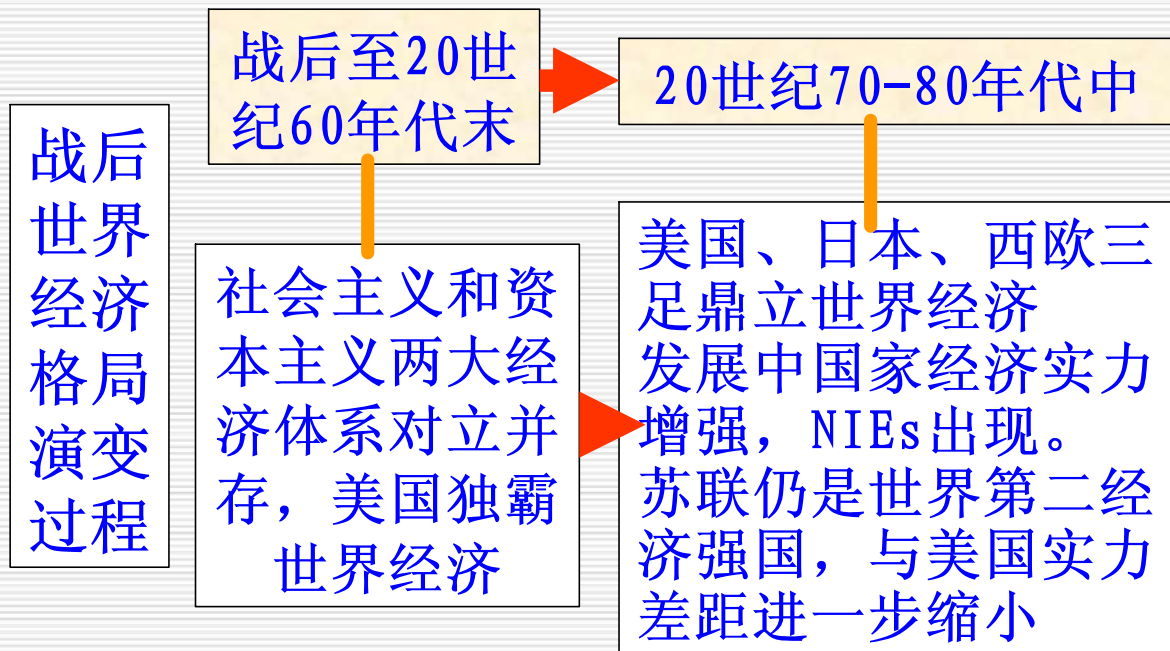 战后
世界
经济
格局
演变
过程
战后至20世
纪60年代末
20世纪70-80年代中
社会主义和资
本主义两大经
济体系对立并
存，美国独霸
世界经济
美国、日本、西欧三
足鼎立世界经济
发展中国家经济实力
增强，NIEs出现。
苏联仍是世界第二经
济强国，与美国实力
差距进一步缩小